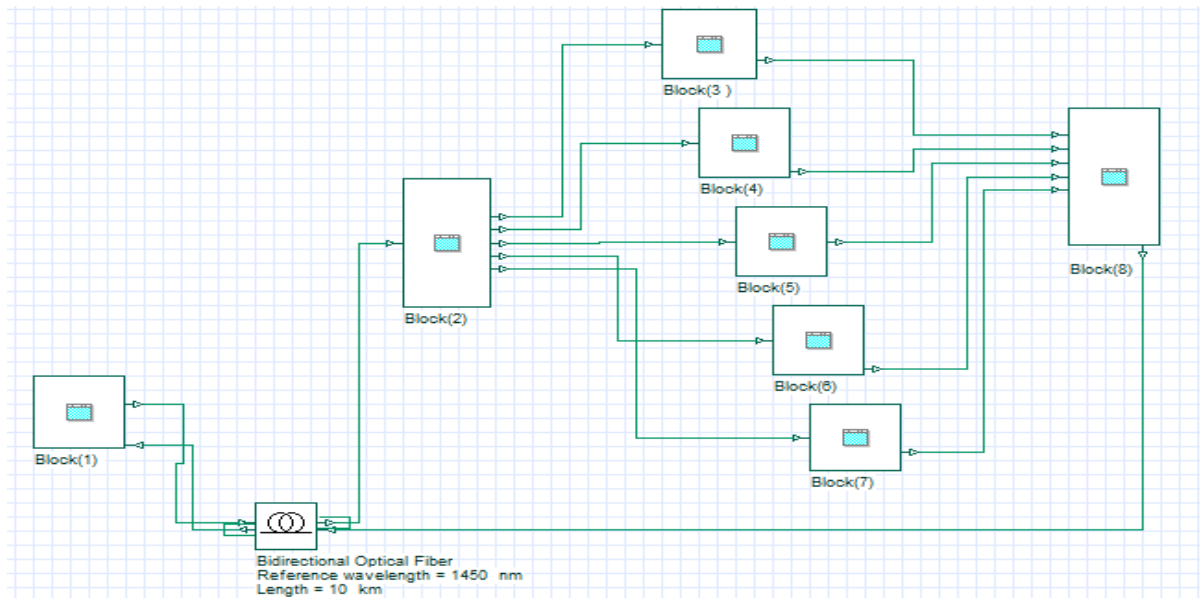 Block(3 )
Block(4)
Block(5)
Block(8)
Block(2)
Block(6)
Block(1)
Block(7)
Bidirectional Optical Fiber
Reference wavelength = 1450 nm
Length = 10 km